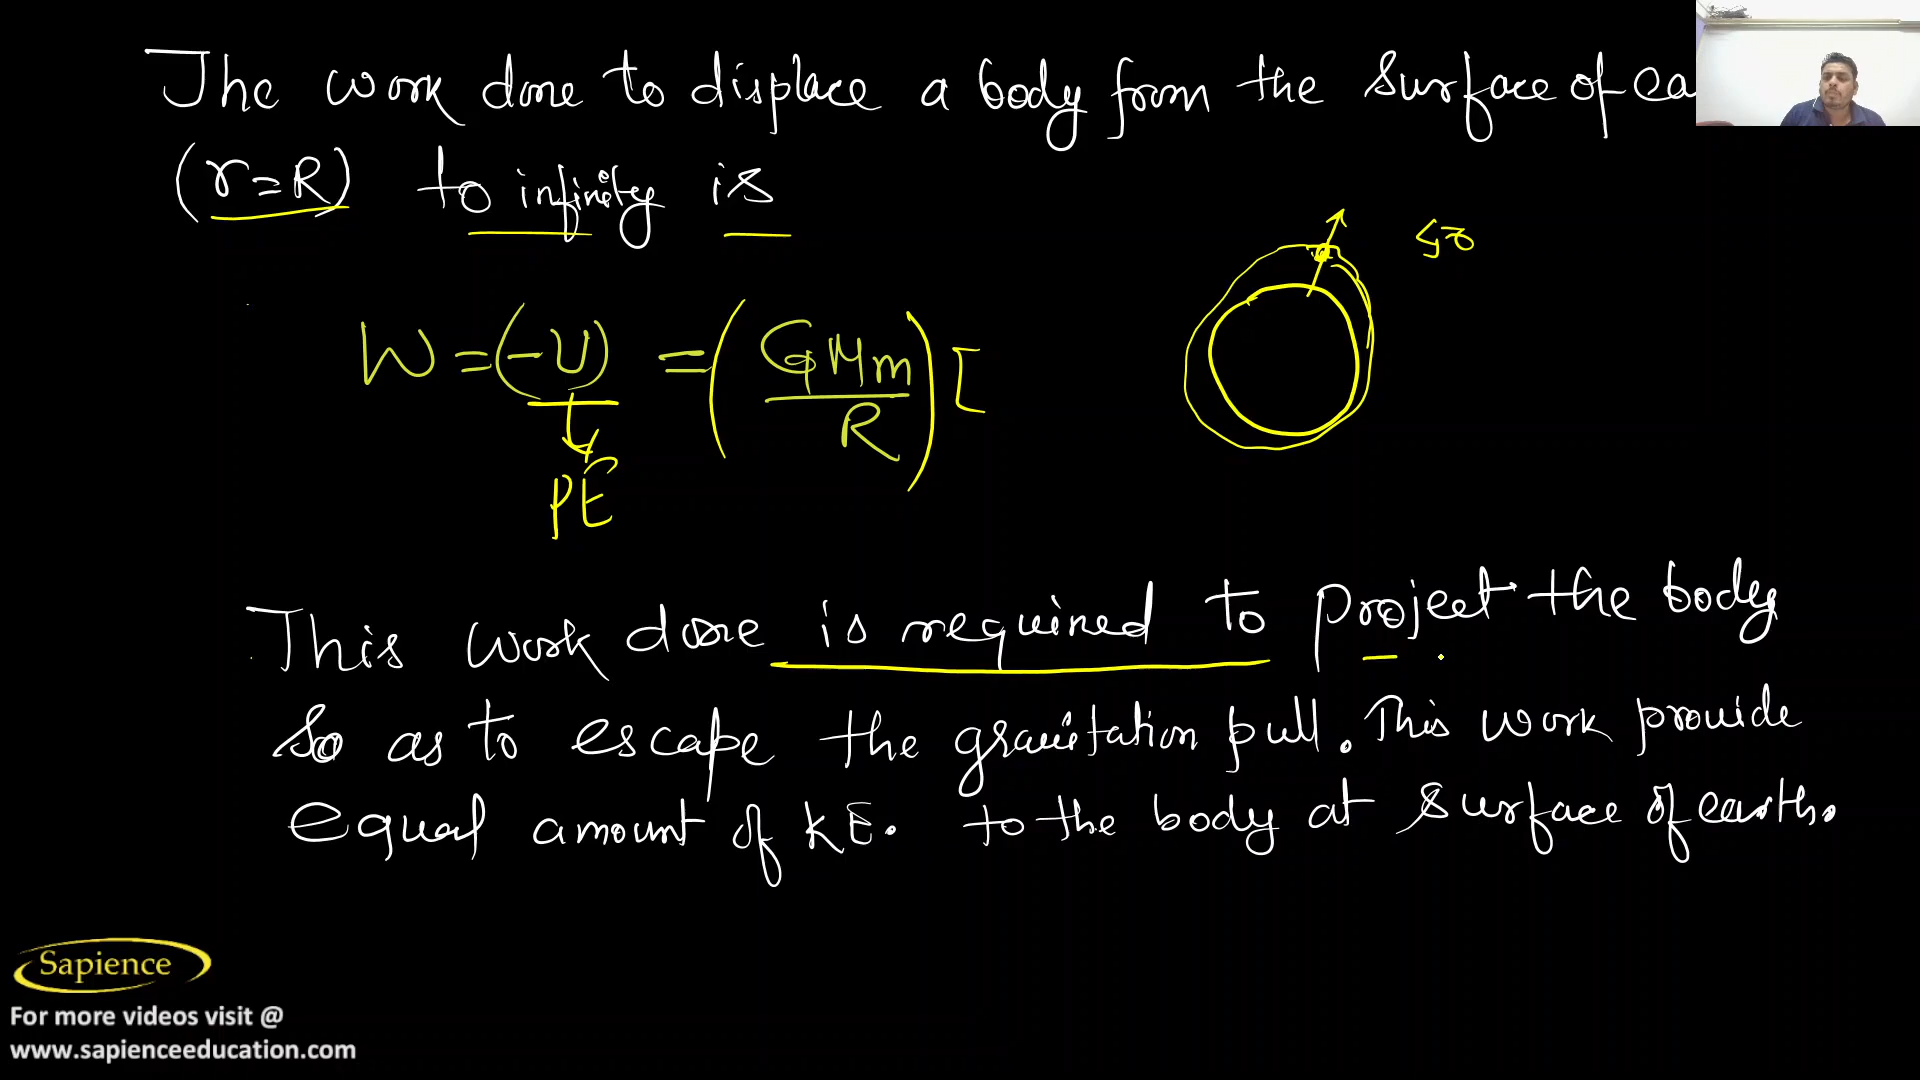 The work done to displace a body from the surface of ea
(r=R) to infinity is
W = (-U) = (GMm/R) [
PE
This work done is required to project the body
So as to escape the gravitation pull. This work provide
equal amount of KE. to the body at surface of earth.
Sapience
For more videos visit @
www.sapienceeducation.com